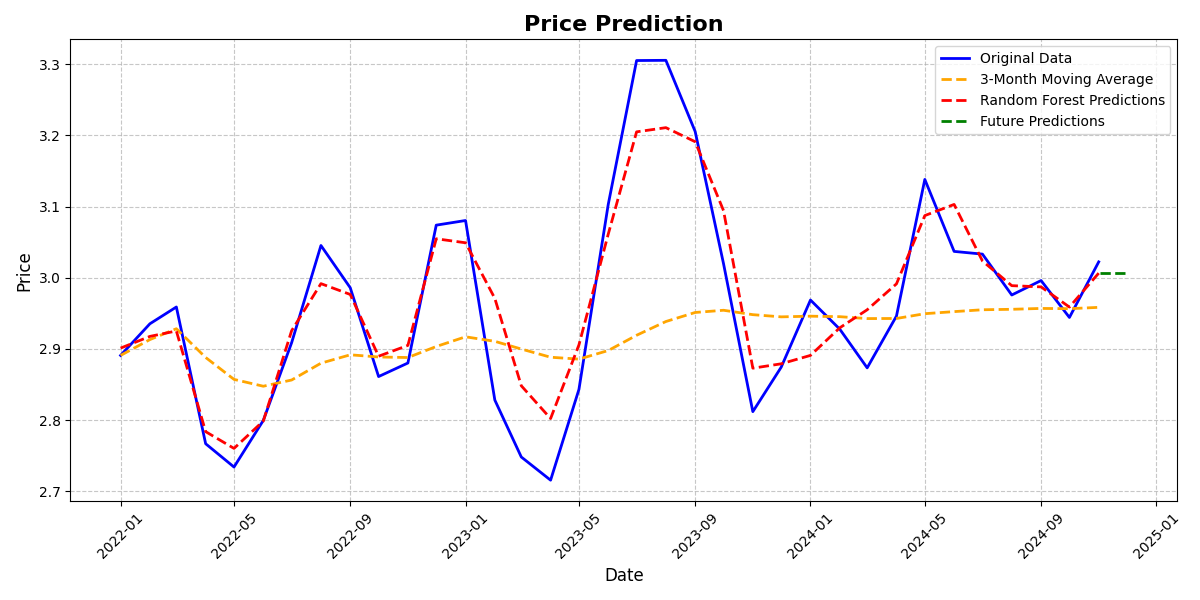 Price Prediction
Original Data
3-Month Moving Average
Random Forest Predictions
Future Predictions
Price
3.3
3.2
3.1
3.0
2.9
2.8
2.7
2022-01
2022-05
2022-09
2023-01
2023-05
2023-09
2024-01
2024-05
2024-09
2025-01
Date